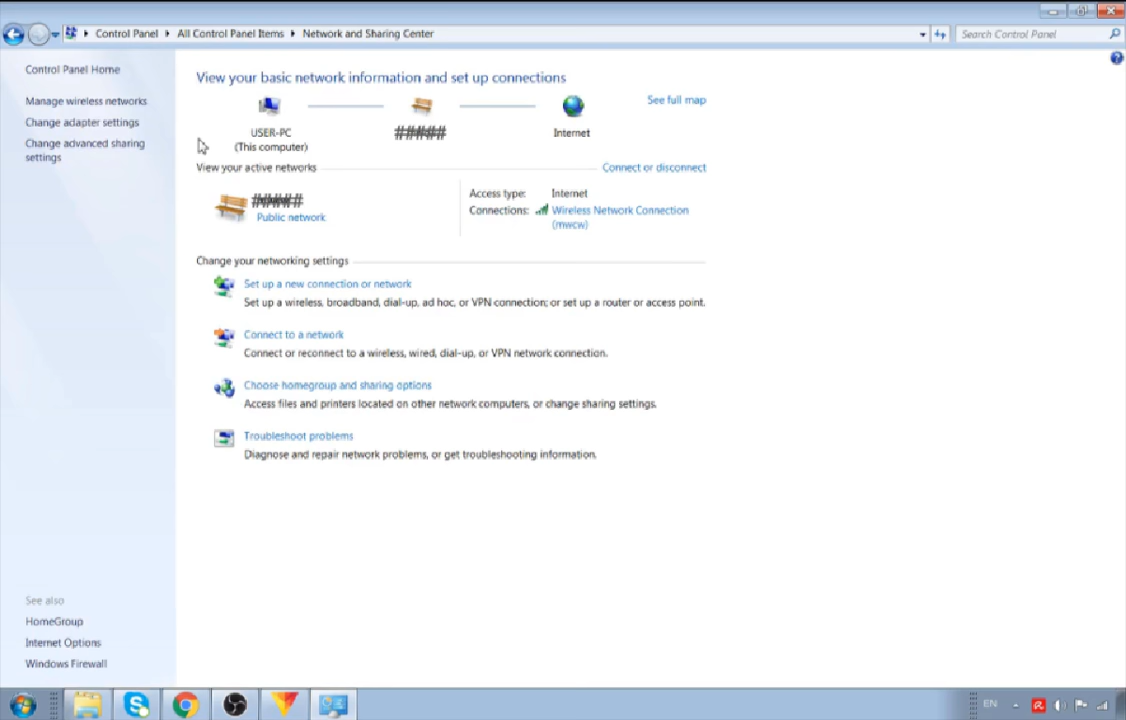 Control Panel ▸ All Control Panel Items ▸ Network and Sharing Center
Search Control Panel
Control Panel Home
Manage wireless networks
Change adapter settings
Change advanced sharing
settings
See also
HomeGroup
Internet Options
Windows Firewall
View your basic network information and set up connections
See full map
USER-PC
(This computer)
#####
Internet
View your active networks
Connect or disconnect
#####
Public network
Access type: Internet
Connections: Wireless Network Connection
(mwcw)
Change your networking settings
Set up a new connection or network
Set up a wireless, broadband, dial-up, ad hoc, or VPN connection; or set up a router or access point.
Connect to a network
Connect or reconnect to a wireless, wired, dial-up, or VPN network connection.
Choose homegroup and sharing options
Access files and printers located on other network computers, or change sharing settings.
Troubleshoot problems
Diagnose and repair network problems, or get troubleshooting information.
EN